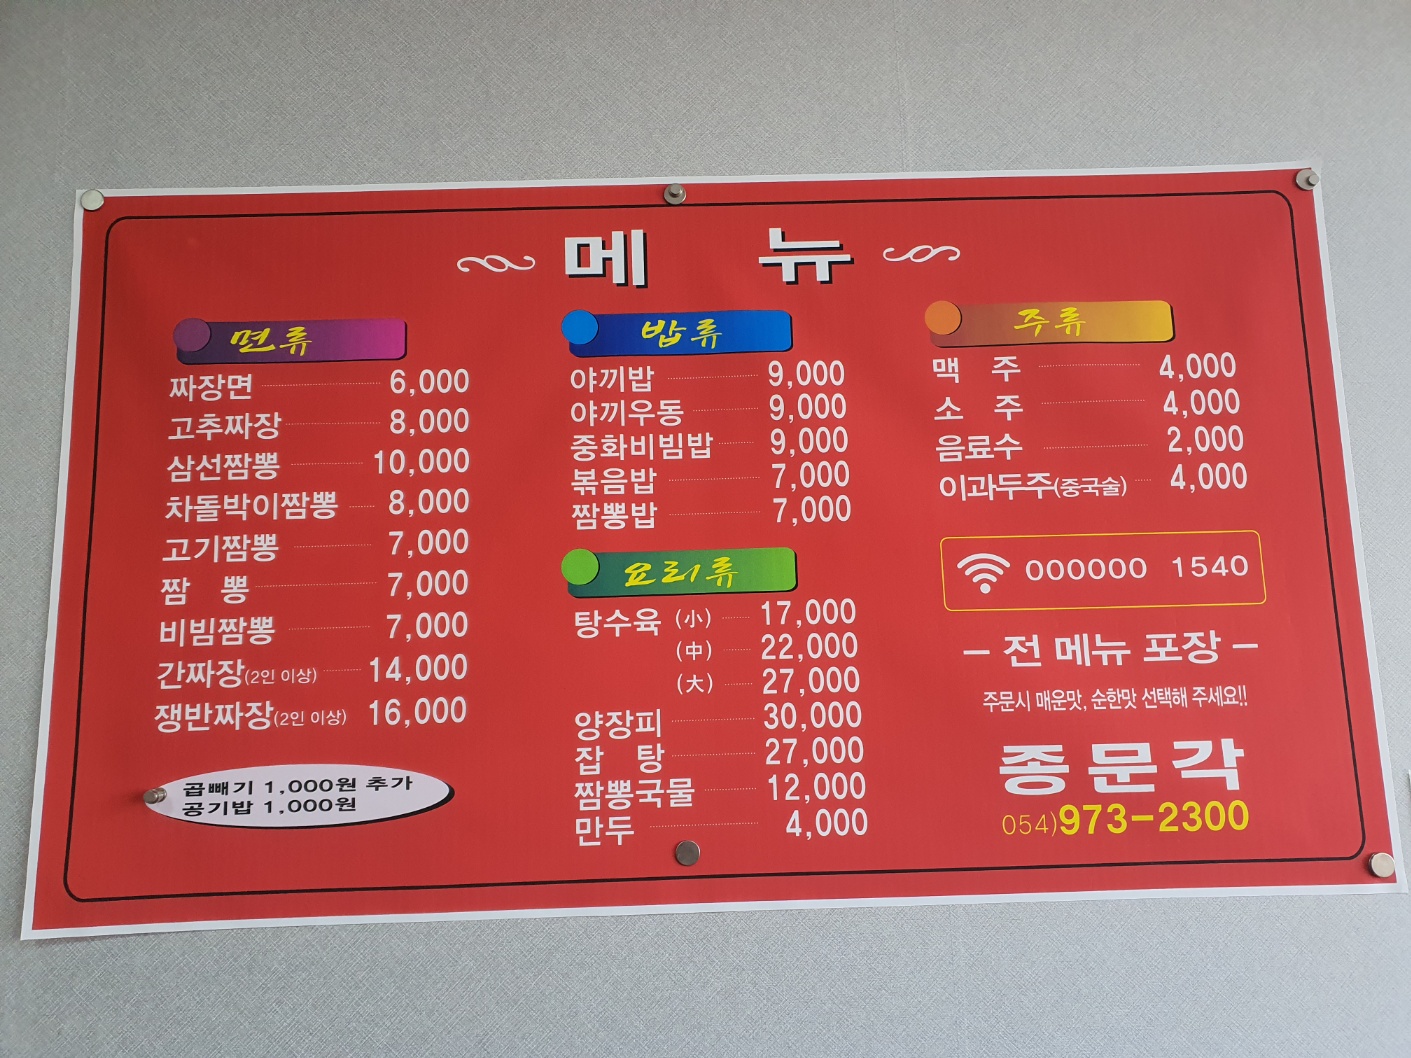 메 뉴
면류
짜장면 6,000
고추짜장 8,000
삼선짬뽕 10,000
차돌박이짬뽕 8,000
고기짬뽕 7,000
짬 뽕 7,000
비빔짬뽕 7,000
간짜장(2인 이상) 14,000
쟁반짜장(2인 이상) 16,000
곱빼기 1,000원 추가
공기밥 1,000원
밥류
야끼밥 9,000
야끼우동 9,000
중화비빔밥 9,000
볶음밥 7,000
짬뽕밥 7,000
요리류
탕수육 (小) 17,000
(中) 22,000
(大) 27,000
양장피 30,000
잡 탕 27,000
짬뽕국물 12,000
만두 4,000
주류
맥 주 4,000
소 주 4,000
음료수 2,000
이과두주(중국술) 4,000
000000 1540
– 전 메뉴 포장 –
주문시 매운맛, 순한맛 선택해 주세요!!
종문각
054)973-2300